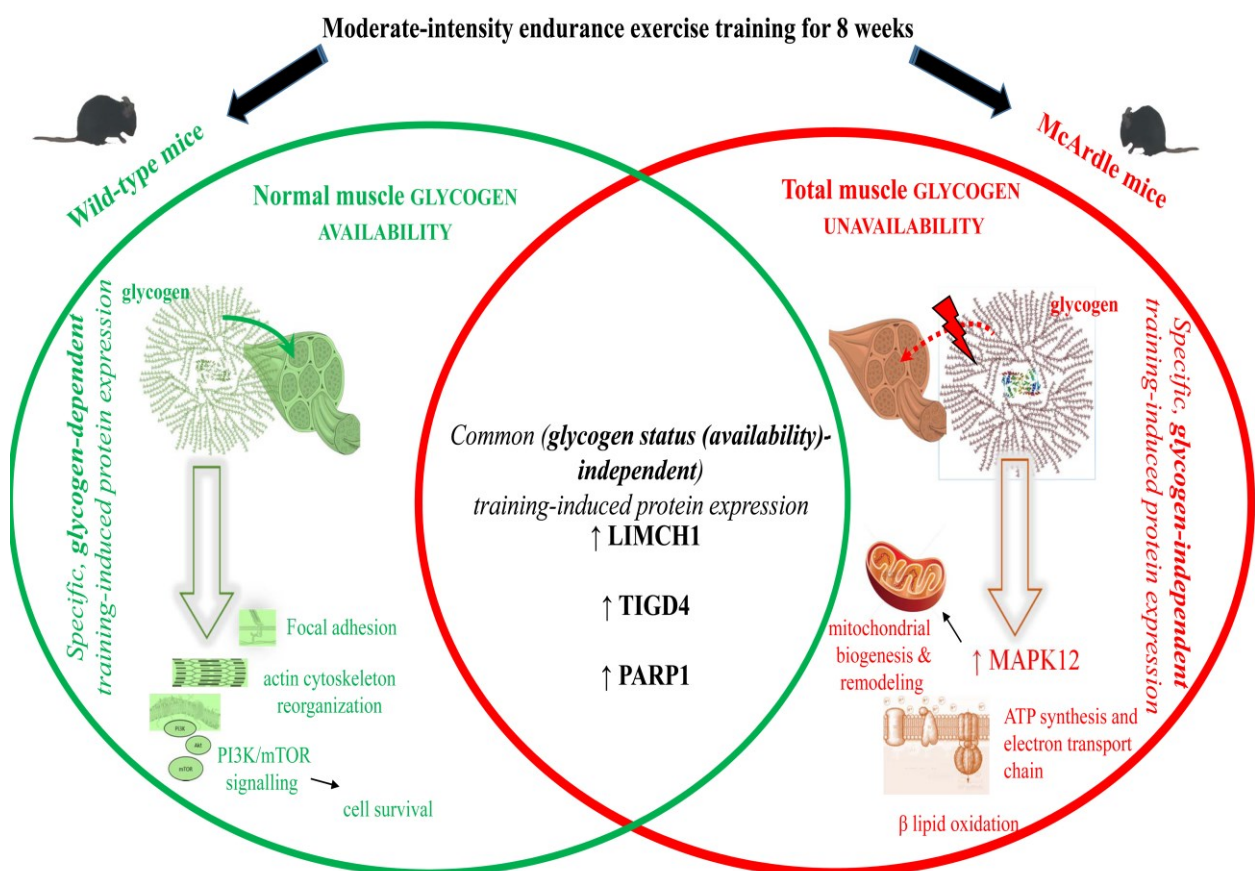 Moderate-intensity endurance exercise training for 8 weeks
Wild-type mice
McArdle mice
Normal muscle GLYCOGEN
AVAILABILITY
Total muscle GLYCOGEN
UNAVAILABILITY
Specific, glycogen-dependent
training-induced protein expression
glycogen
Focal adhesion
actin cytoskeleton
reorganization
PI3K
Akt
mTOR
PI3K/mTOR
signalling
cell survival
Common (glycogen status (availability)-
independent)
training-induced protein expression
↑ LIMCH1
↑ TIGD4
↑ PARP1
glycogen
Specific, glycogen-independent
training-induced protein expression
mitochondrial
biogenesis &
remodeling
↑ MAPK12
ATP synthesis and
electron transport
chain
β lipid oxidation